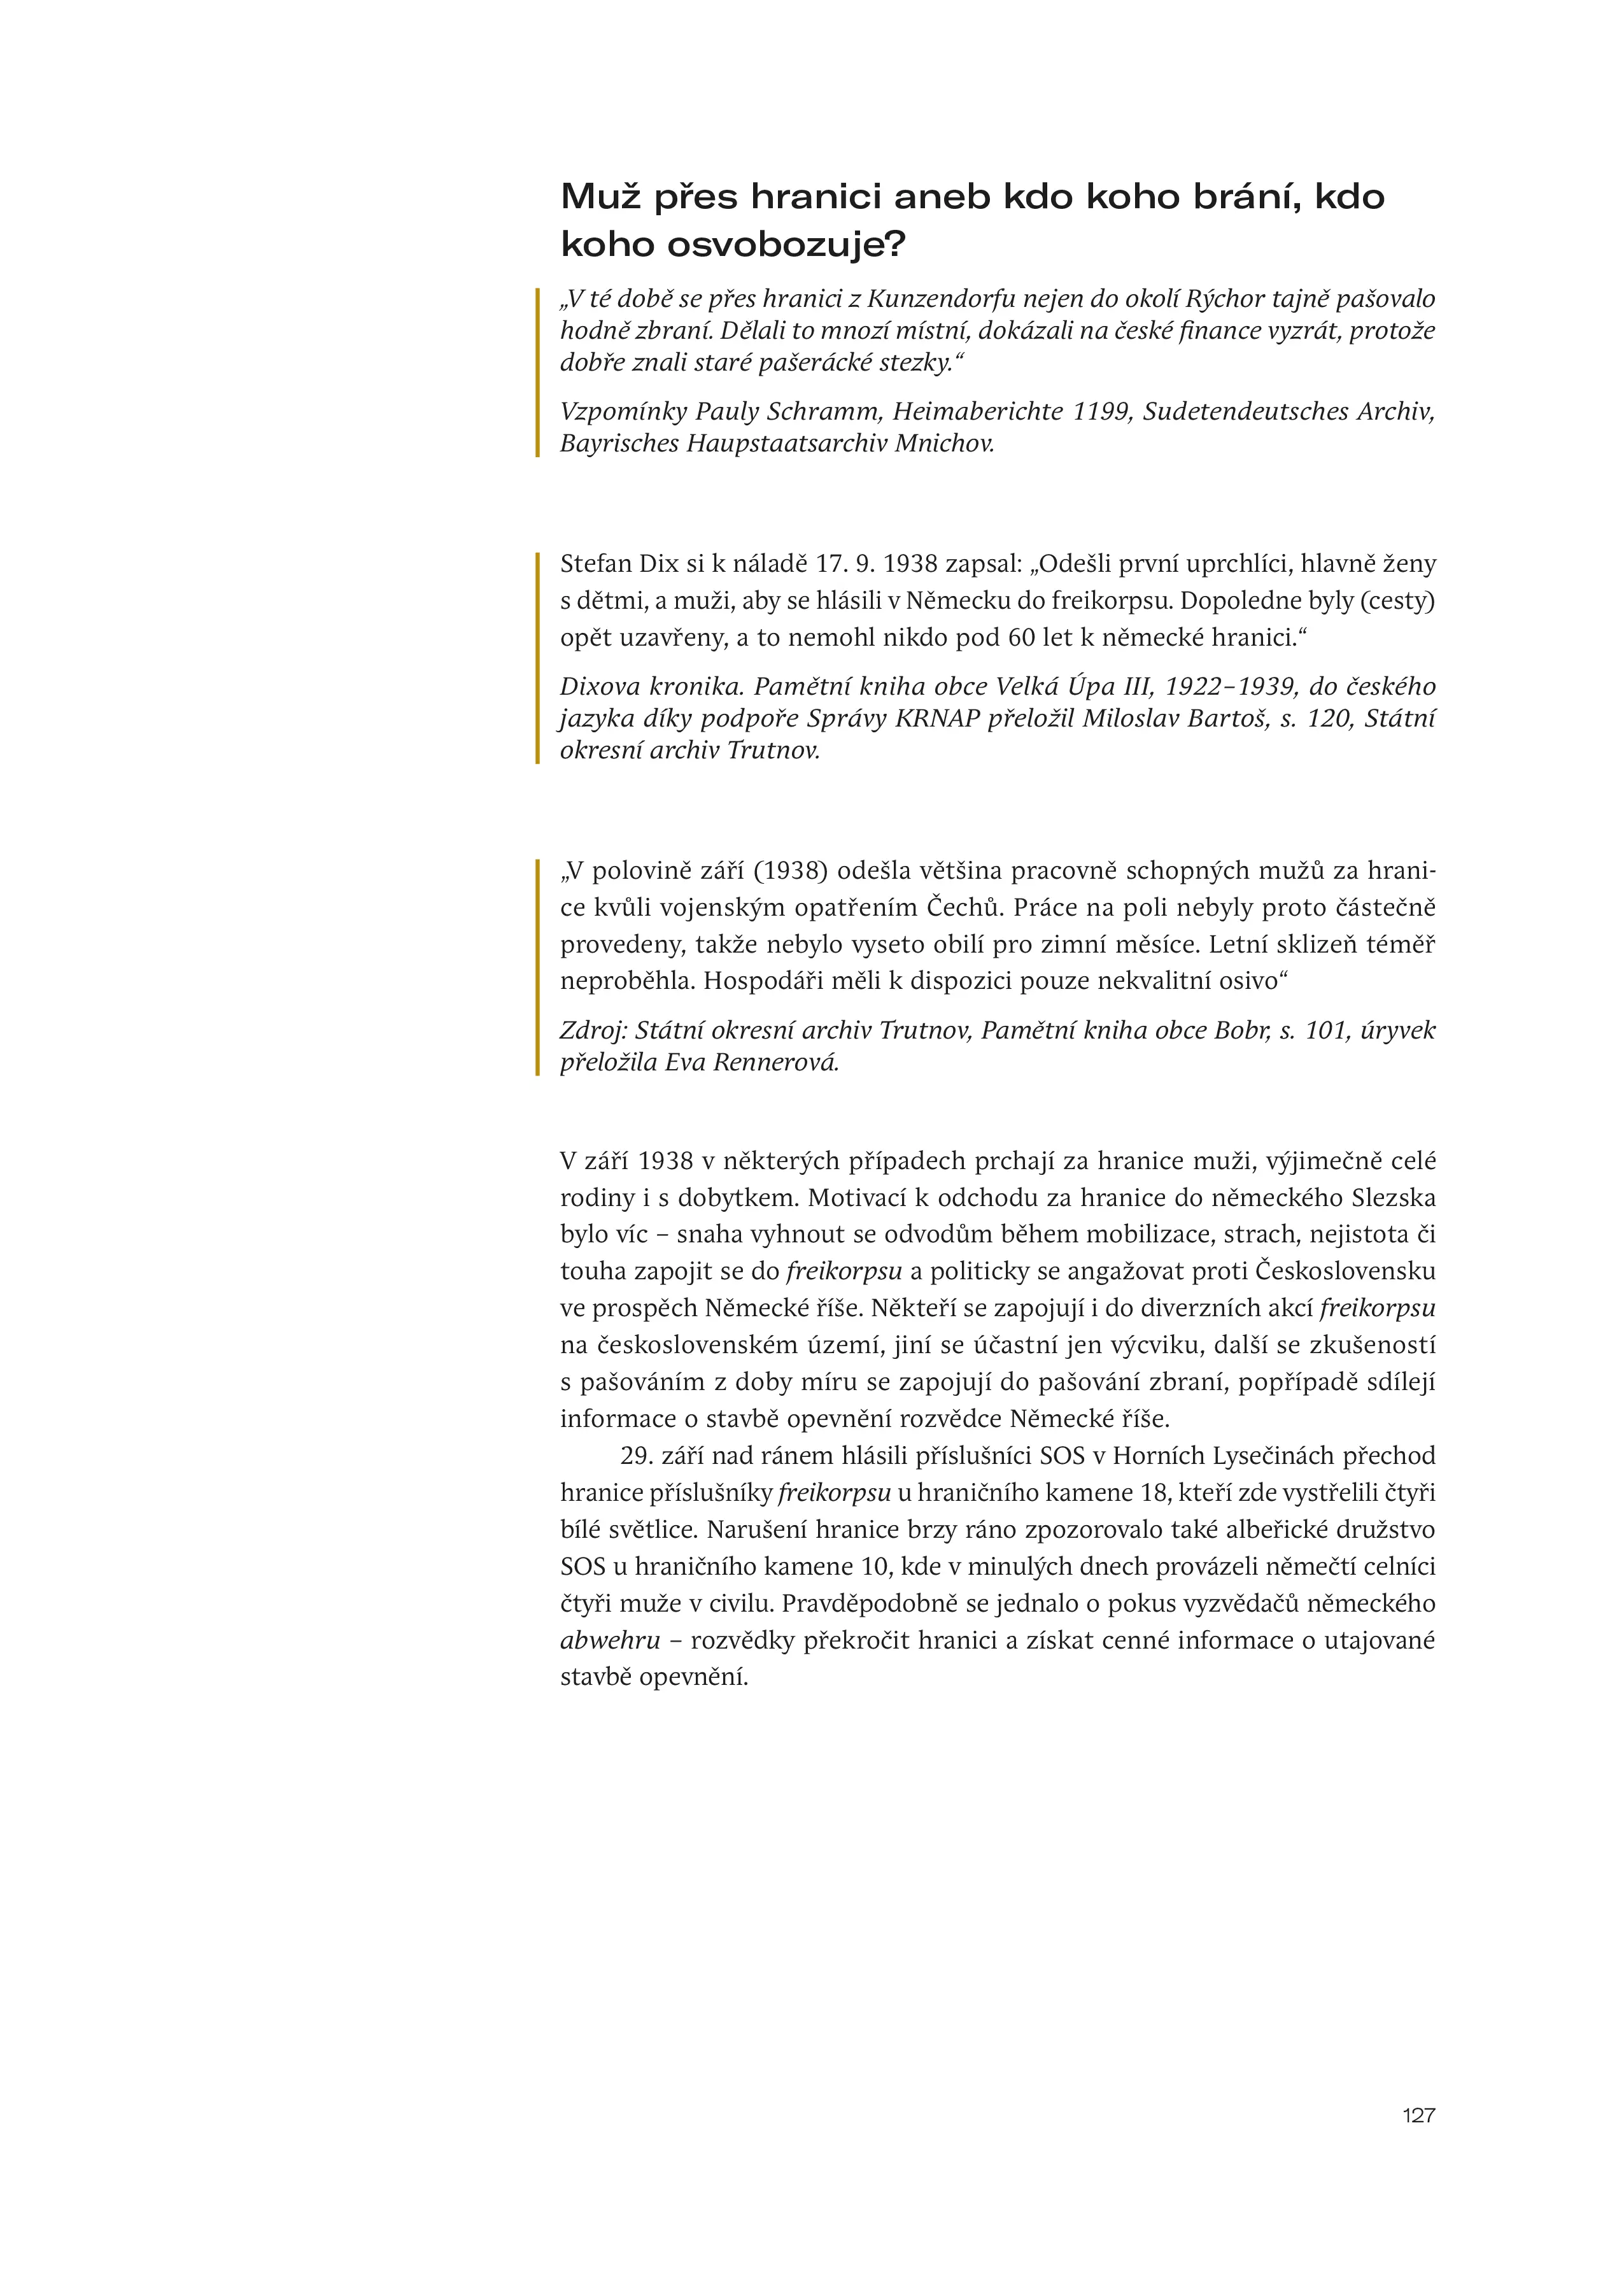 Muž přes hranici aneb kdo koho brání, kdo
koho osvobozuje?
„V té době se přes hranici z Kunzendorfu nejen do okolí Rýchor tajně pašovalo
hodně zbraní. Dělali to mnozí místní, dokázali na české finance vyzrát, protože
dobře znali staré pašerácké stezky.“
Vzpomínky Pauly Schramm, Heimaberichte 1199, Sudetendeutsches Archiv,
Bayrisches Haupstaatsarchiv Mnichov.
Stefan Dix si k náladě 17. 9. 1938 zapsal: „Odešli první uprchlíci, hlavně ženy
s dětmi, a muži, aby se hlásili v Německu do freikorpsu. Dopoledne byly (cesty)
opět uzavřeny, a to nemohl nikdo pod 60 let k německé hranici.“
Dixova kronika. Pamětní kniha obce Velká Úpa III, 1922–1939, do českého
jazyka díky podpoře Správy KRNAP přeložil Miloslav Bartoš, s. 120, Státní
okresní archiv Trutnov.
„V polovině září (1938) odešla většina pracovně schopných mužů za hrani-
ce kvůli vojenským opatřením Čechů. Práce na poli nebyly proto částečně
provedeny, takže nebylo vyseto obilí pro zimní měsíce. Letní sklizeň téměř
neproběhla. Hospodáři měli k dispozici pouze nekvalitní osivo“
Zdroj: Státní okresní archiv Trutnov, Pamětní kniha obce Bobr, s. 101, úryvek
přeložila Eva Rennerová.
V září 1938 v některých případech prchají za hranice muži, výjimečně celé
rodiny i s dobytkem. Motivací k odchodu za hranice do německého Slezska
bylo víc – snaha vyhnout se odvodům během mobilizace, strach, nejistota či
touha zapojit se do freikorpsu a politicky se angažovat proti Československu
ve prospěch Německé říše. Někteří se zapojují i do diverzních akcí freikorpsu
na československém území, jiní se účastní jen výcviku, další se zkušeností
s pašováním z doby míru se zapojují do pašování zbraní, popřípadě sdílejí
informace o stavbě opevnění rozvědce Německé říše.
29. září nad ránem hlásili příslušníci SOS v Horních Lysečinách přechod
hranice příslušníky freikorpsu u hraničního kamene 18, kteří zde vystřelili čtyři
bílé světlice. Narušení hranice brzy ráno zpozorovalo také albeřické družstvo
SOS u hraničního kamene 10, kde v minulých dnech provázeli němečtí celníci
čtyři muže v civilu. Pravděpodobně se jednalo o pokus vyzvědačů německého
abwehru – rozvědky překročit hranici a získat cenné informace o utajované
stavbě opevnění.
127